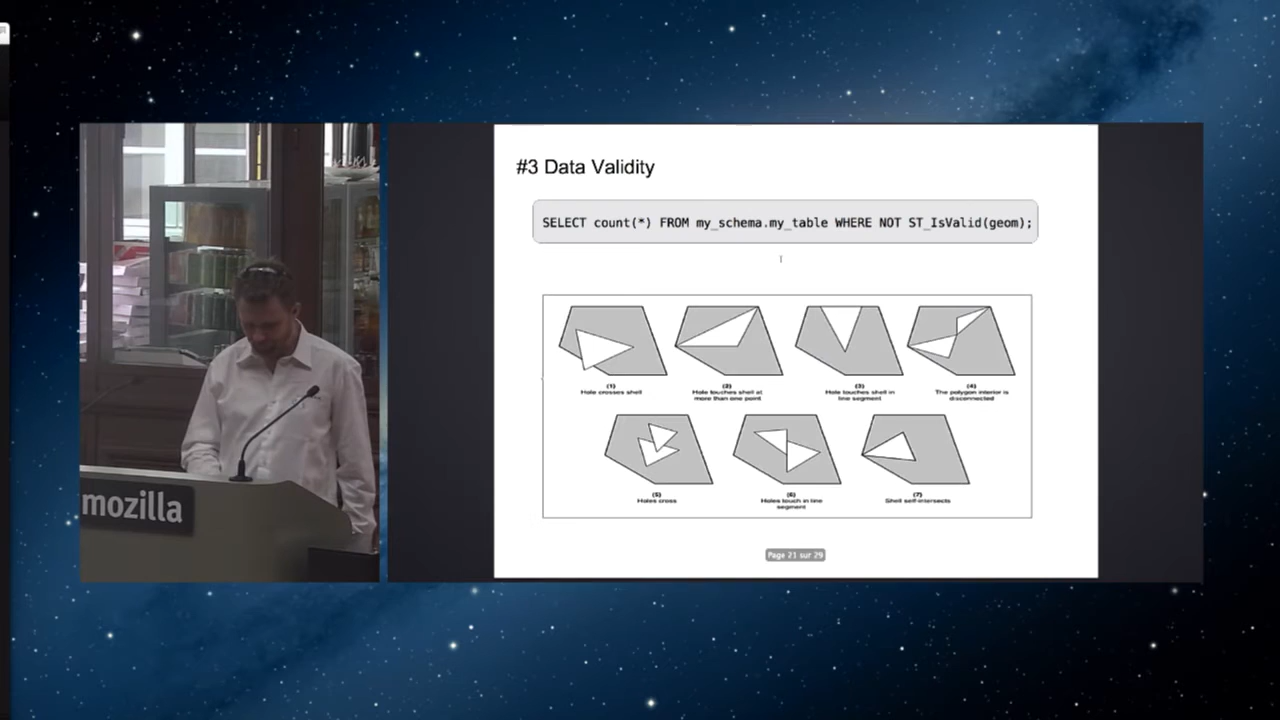 #3 Data Validity
SELECT count(*) FROM my_schema.my_table WHERE NOT ST_IsValid(geom);
(1)
Hole crosses shell
(2)
Hole touches shell at
more than one point
(3)
Hole touches shell in
line segment
(4)
The polygon interior is
disconnected
(5)
Holes cross
(6)
Holes touch in line
segment
(7)
Shell self-intersects
Page 21 sur 29
mozilla